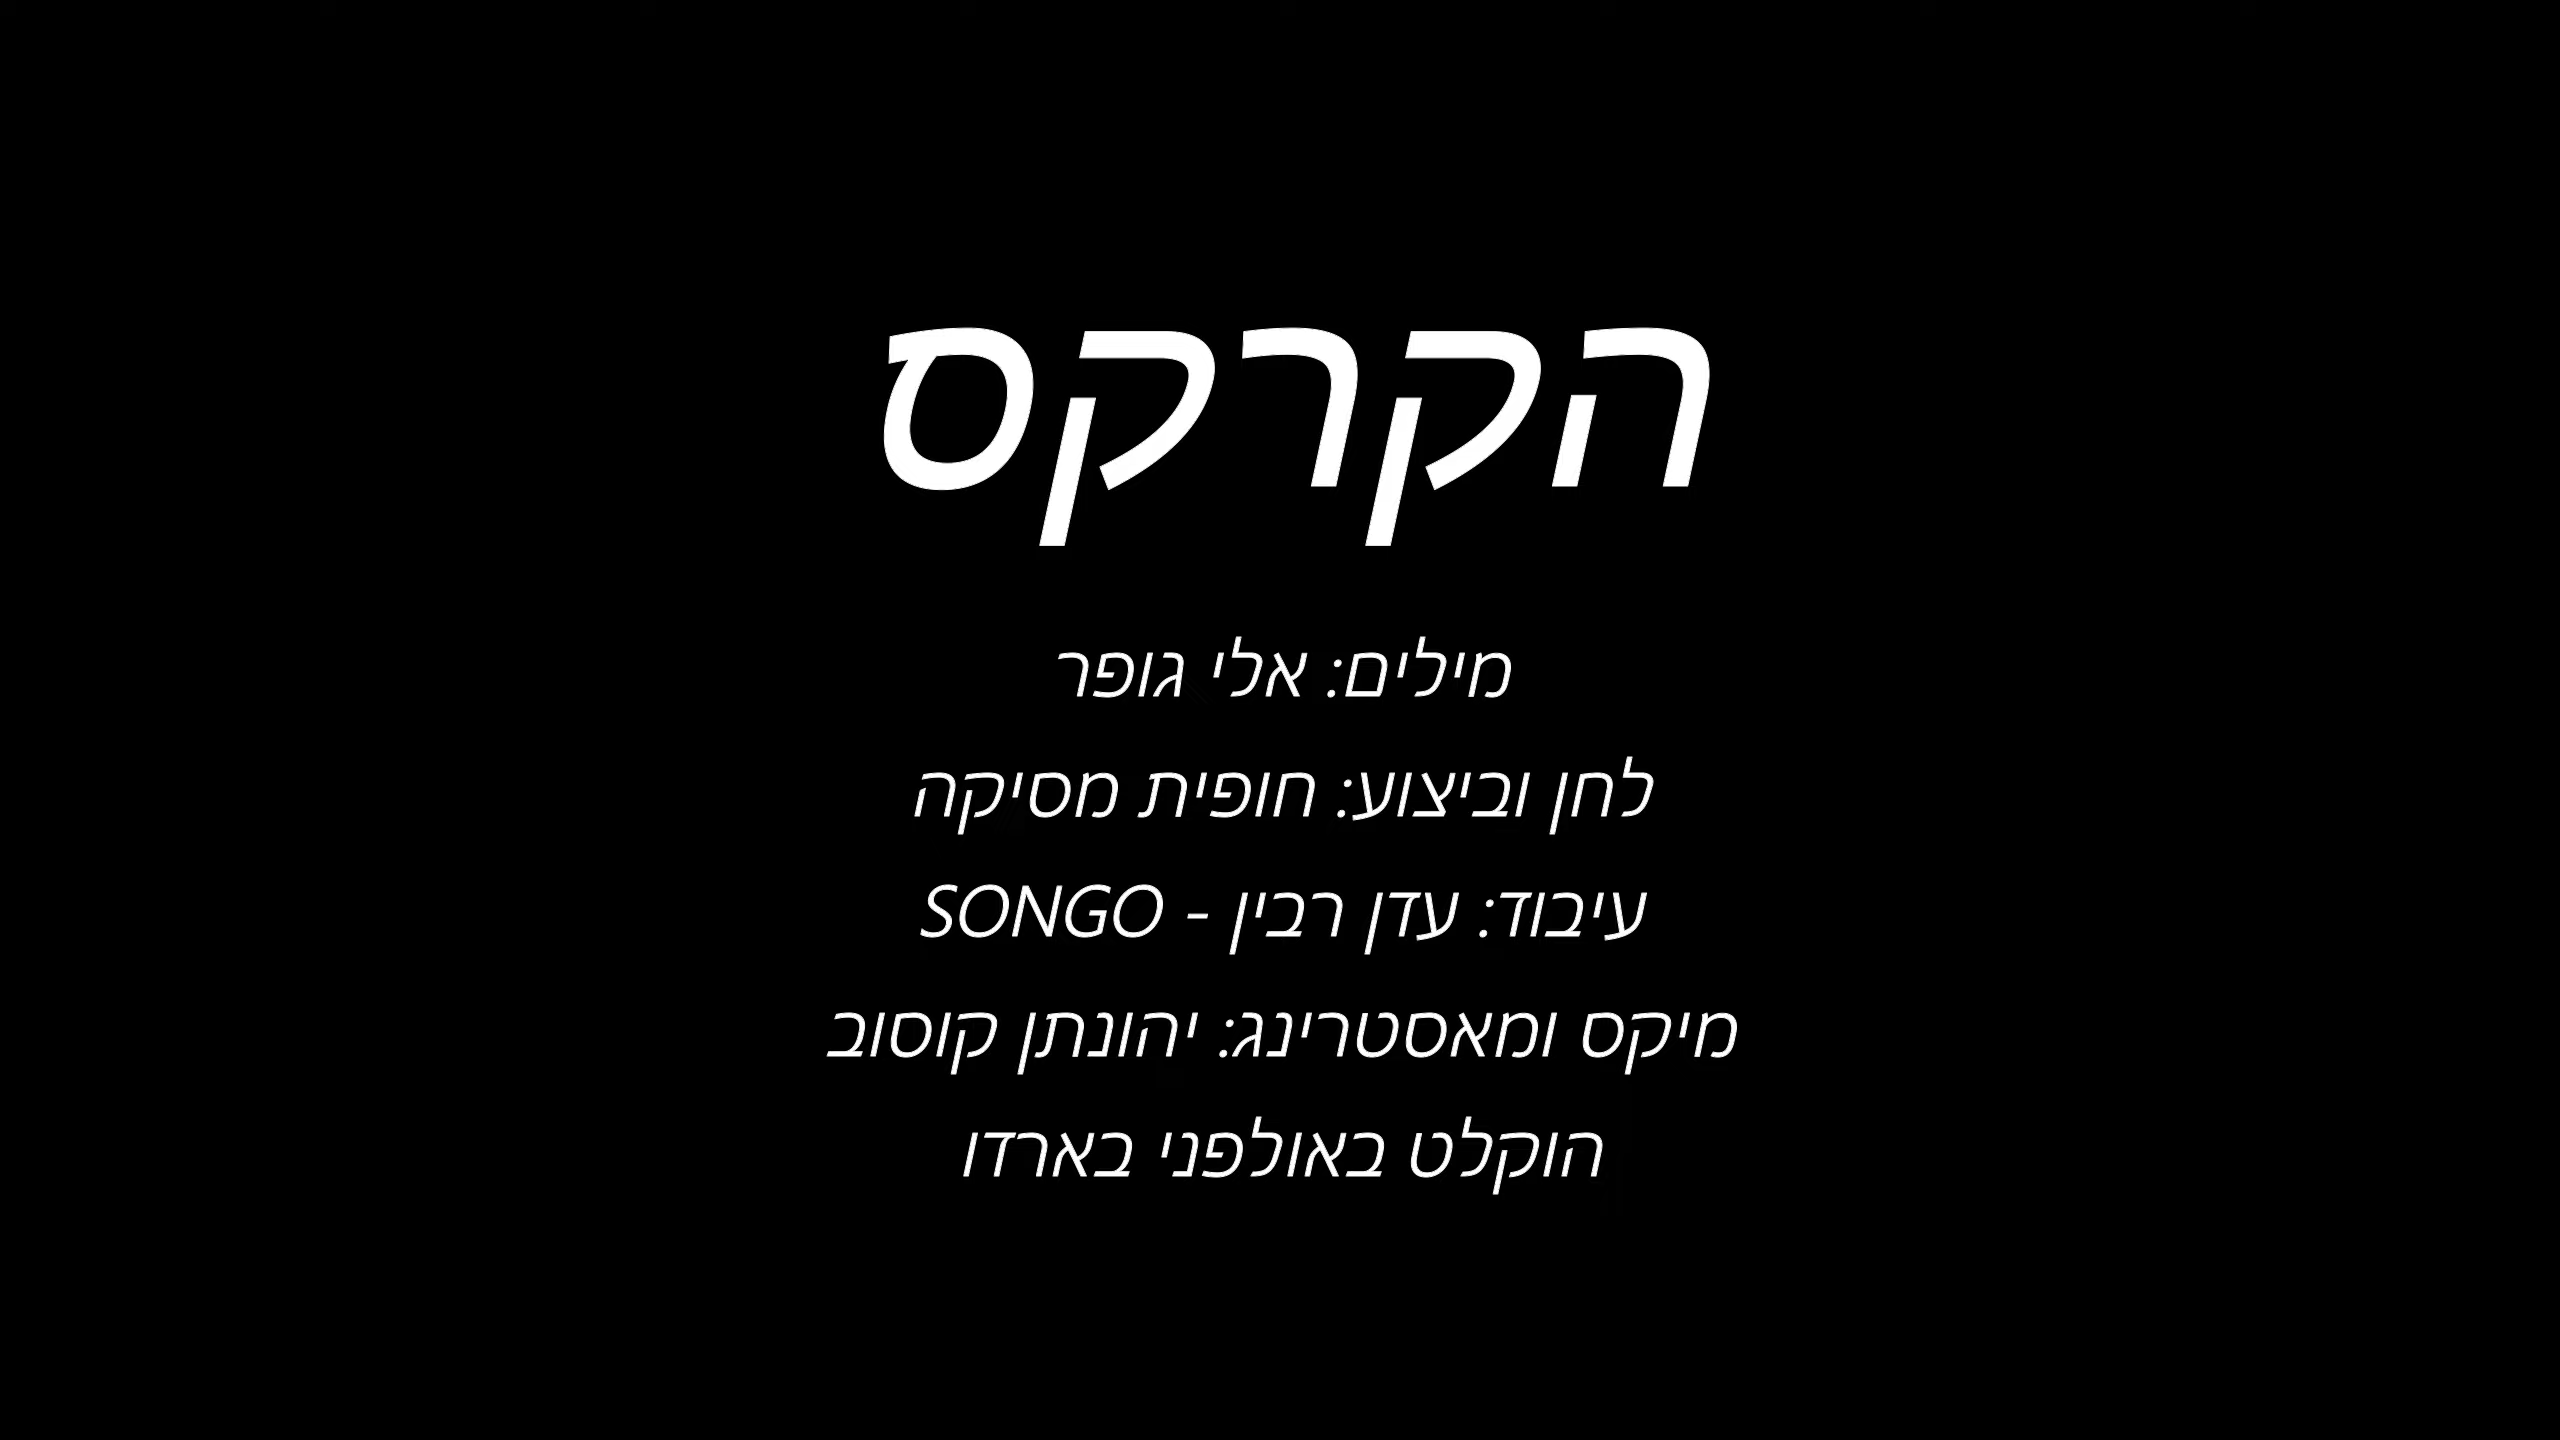 הקרקס
מילים: אלי גופר
לחן וביצוע: חופית מסיקה
עיבוד: עדן רבין - SONGO
מיקס ומאסטרינג: יהונתן קוסוב
הוקלט באולפני בארדו